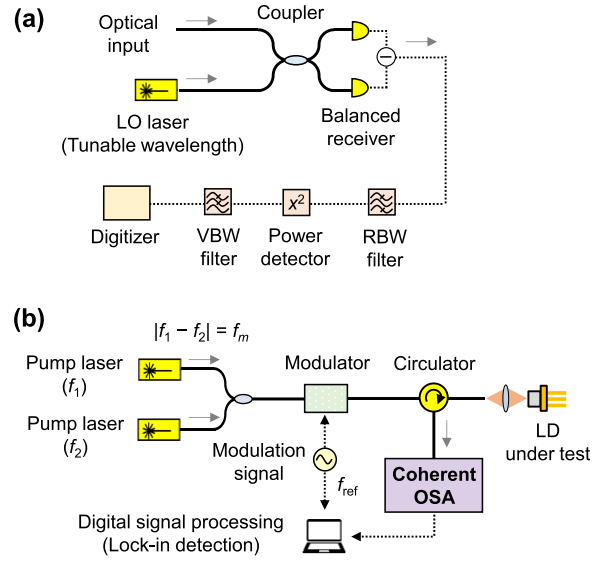 (a)
Coupler
Optical
input
LO laser
(Tunable wavelength)
Balanced
receiver
x²
Digitizer
VBW
filter
Power
detector
RBW
filter
(b)
|f₁ − f₂| = fₘ
Pump laser
(f₁)
Modulator
Circulator
Pump laser
(f₂)
Modulation
signal
f_ref
LD
under test
Coherent
OSA
Digital signal processing
(Lock-in detection)